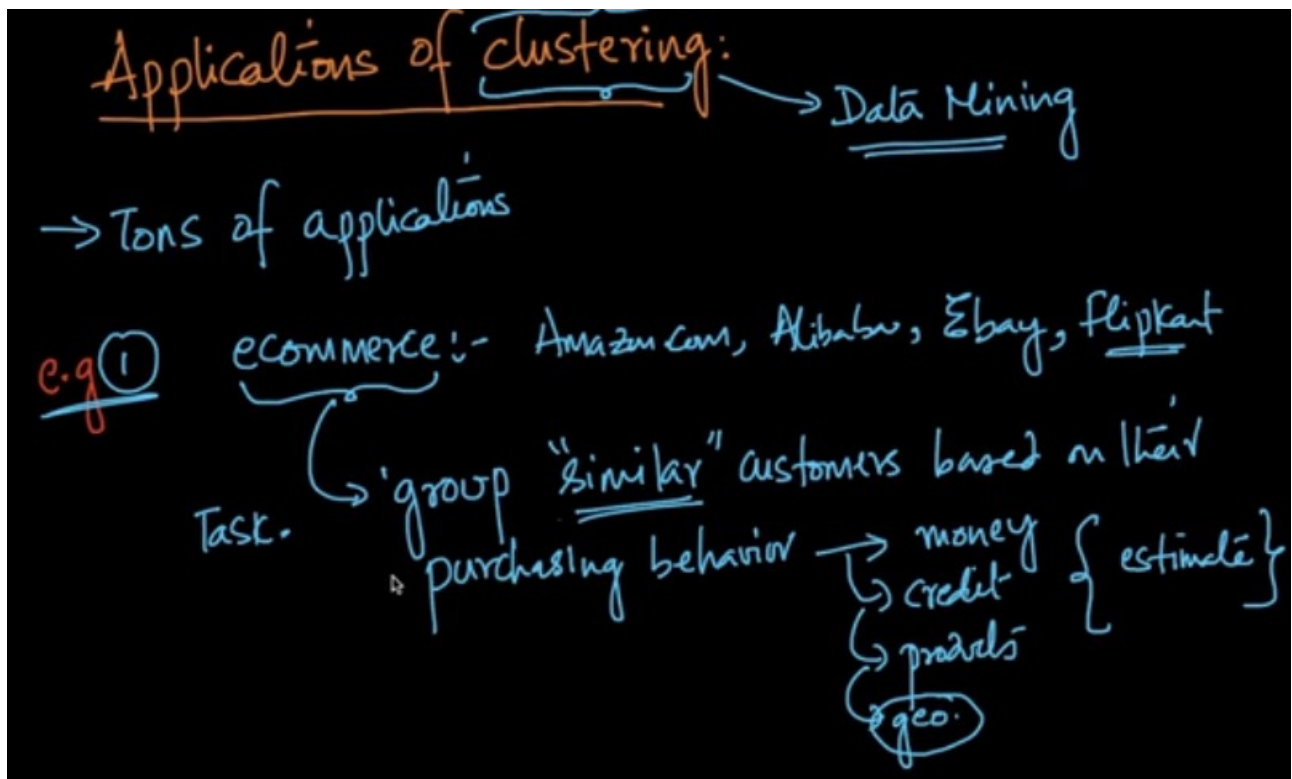 Applications of clustering:
→ Data Mining
→ Tons of applications
e.g ① ecommerce:- Amazon.com, Alibaba, Ebay, flipkart
Task. → group "similar" customers based on their
purchasing behavior → money { estimate }
→ credit
→ products
→ geo.